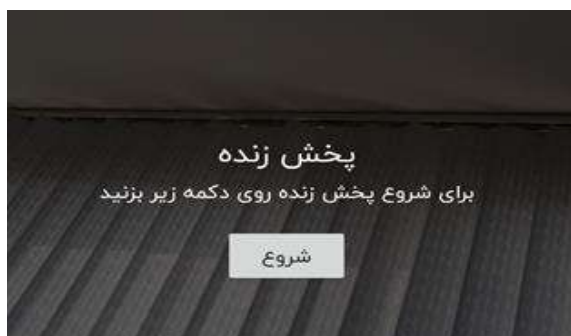 پخش زنده
برای شروع پخش زنده روی دکمه زیر بزنید
شروع